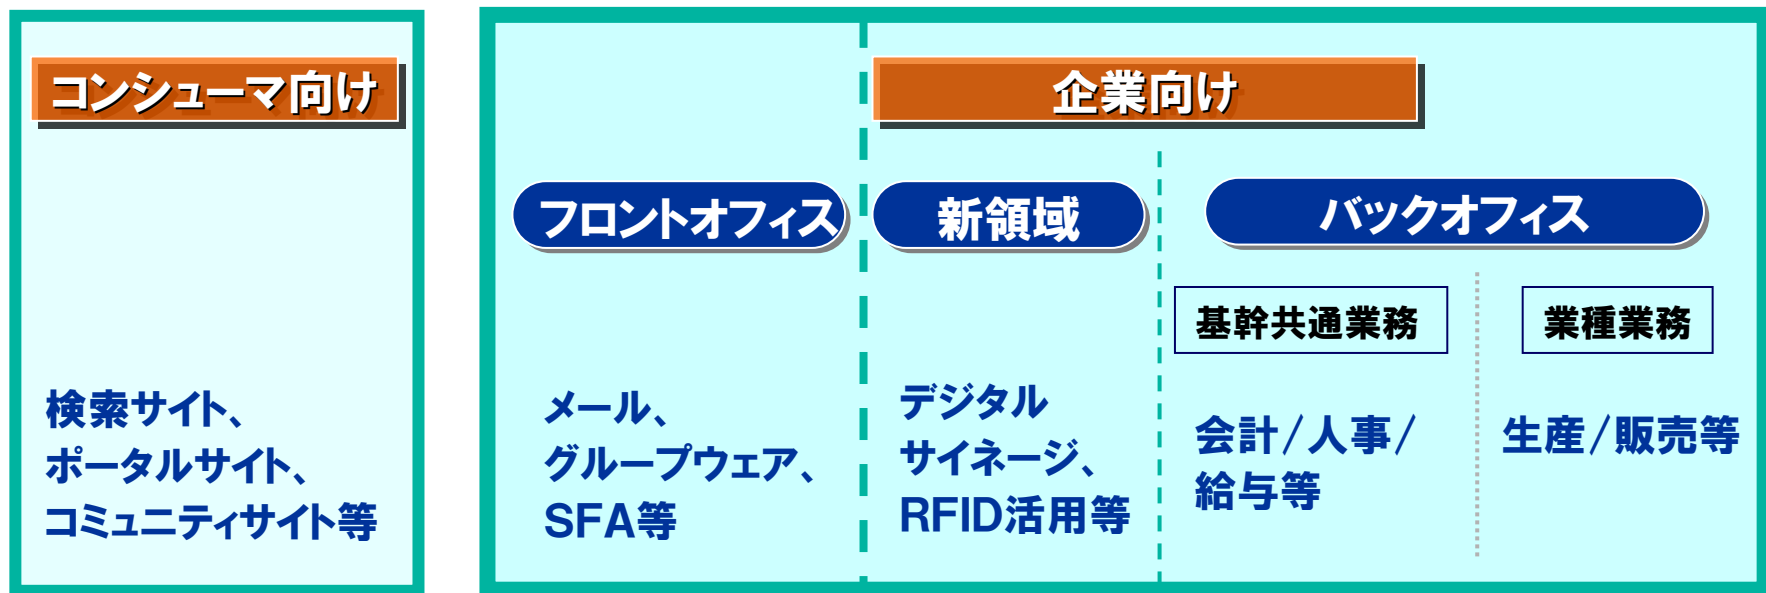 コンシューマ向け
検索サイト、
ポータルサイト、
コミュニティサイト等
企業向け
フロントオフィス
メール、
グループウェア、
SFA等
新領域
デジタル
サイネージ、
RFID活用等
バックオフィス
基幹共通業務
会計/人事/
給与等
業種業務
生産/販売等